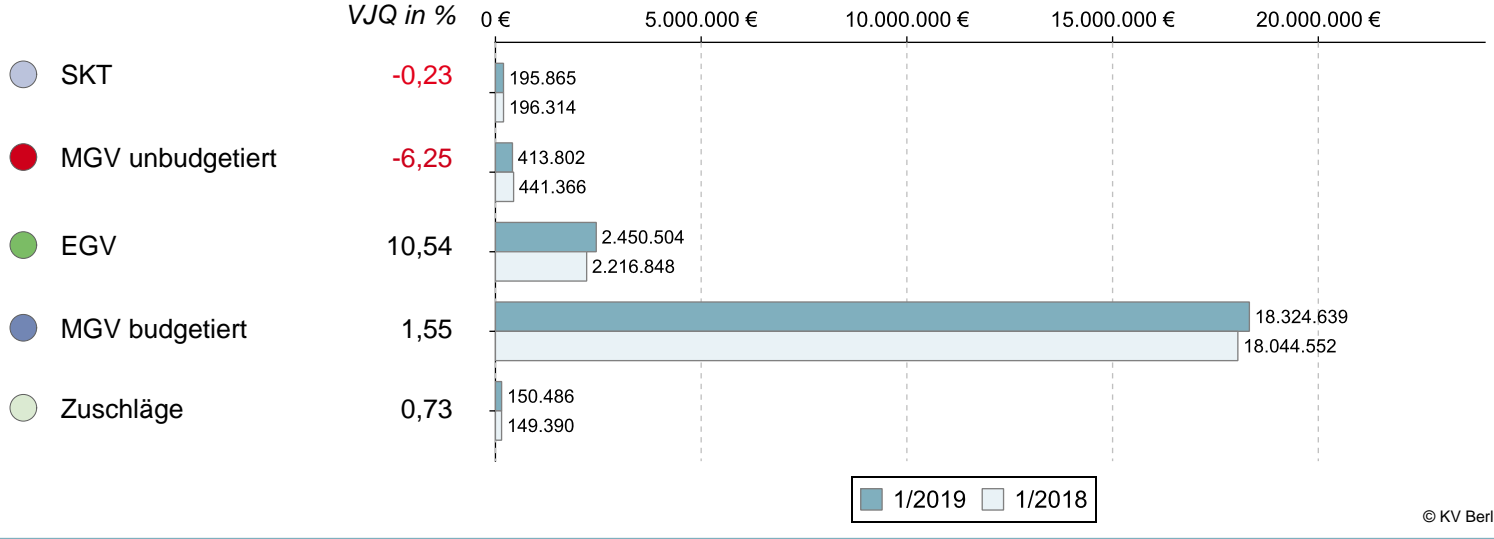 VJQ in % 0 € 5.000.000 € 10.000.000 € 15.000.000 € 20.000.000 €
SKT -0,23 195.865
196.314
MGV unbudgetiert -6,25 413.802
441.366
EGV 10,54 2.450.504
2.216.848
MGV budgetiert 1,55 18.324.639
18.044.552
Zuschläge 0,73 150.486
149.390
1/2019 1/2018
© KV Berl